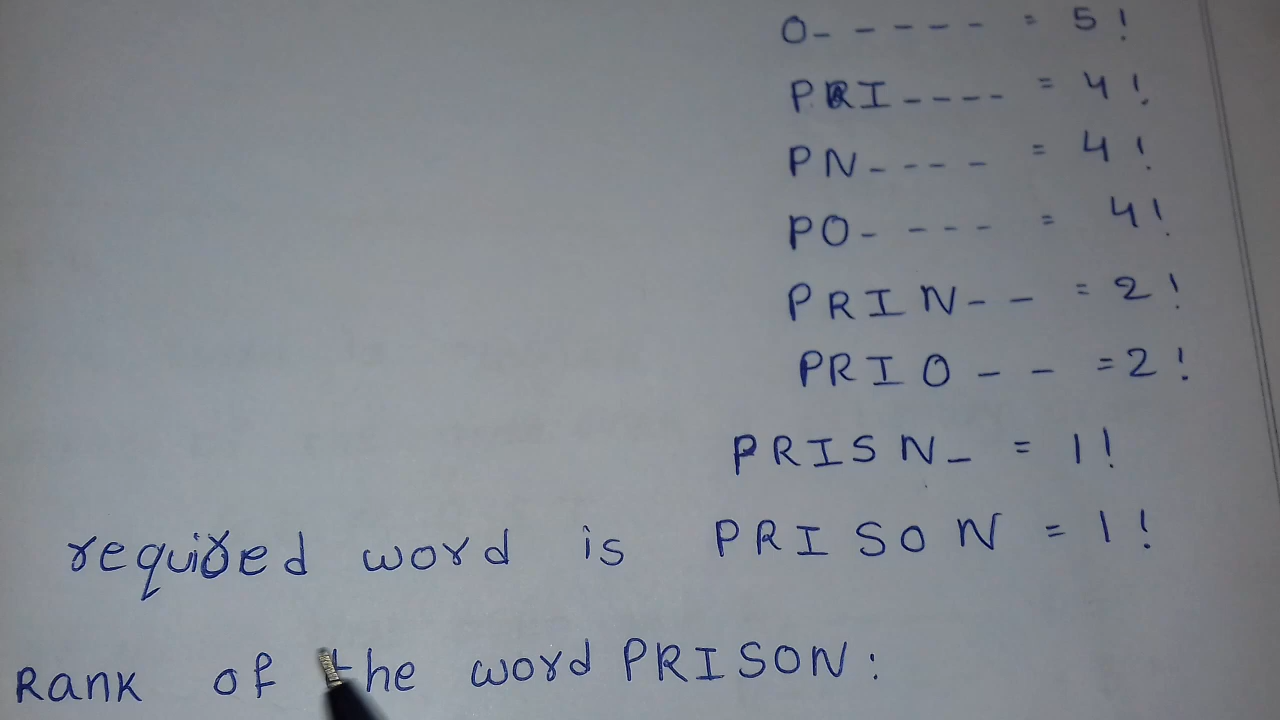 O - - - - - = 5!
PRI - - - - = 4!
PN - - - - = 4!
PO - - - - = 4!
PRIN - - = 2!
PRIO - - = 2!
PRISN - = 1!
required word is PRISON = 1!
Rank of the word PRISON: